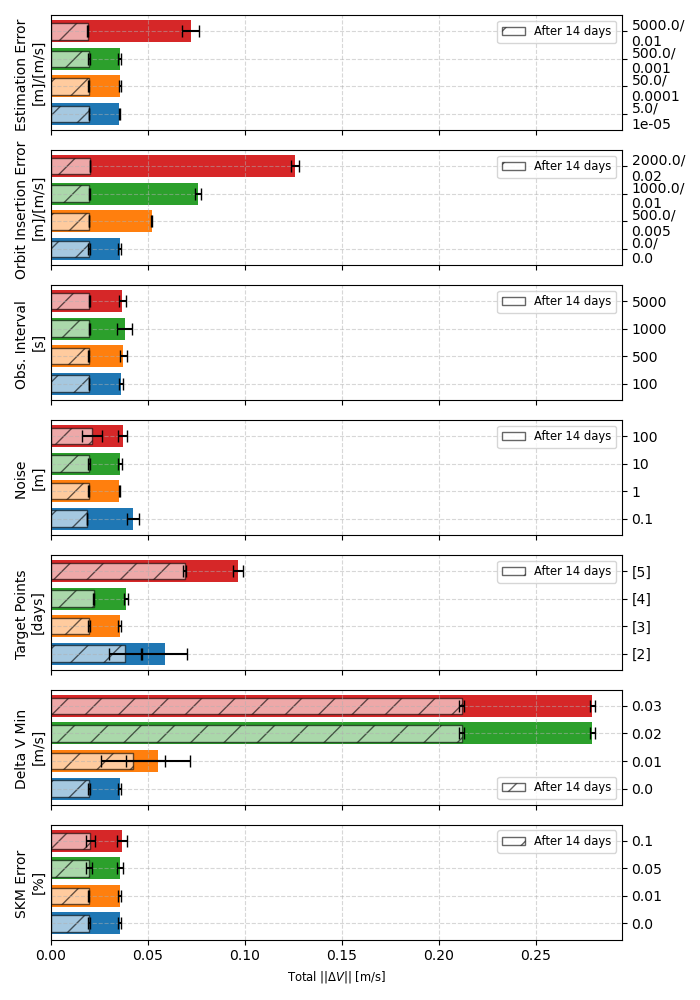 Estimation Error
[m]/[m/s]
After 14 days
5000.0/
0.01
500.0/
0.001
50.0/
0.0001
5.0/
1e-05
Orbit Insertion Error
[m]/[m/s]
After 14 days
2000.0/
0.02
1000.0/
0.01
500.0/
0.005
0.0/
0.0
Obs. Interval
[s]
After 14 days
5000
1000
500
100
Noise
[m]
After 14 days
100
10
1
0.1
Target Points
[days]
After 14 days
[5]
[4]
[3]
[2]
Delta V Min
[m/s]
After 14 days
0.03
0.02
0.01
0.0
SKM Error
[%]
After 14 days
0.1
0.05
0.01
0.0
0.00 0.05 0.10 0.15 0.20 0.25
Total ||ΔV|| [m/s]